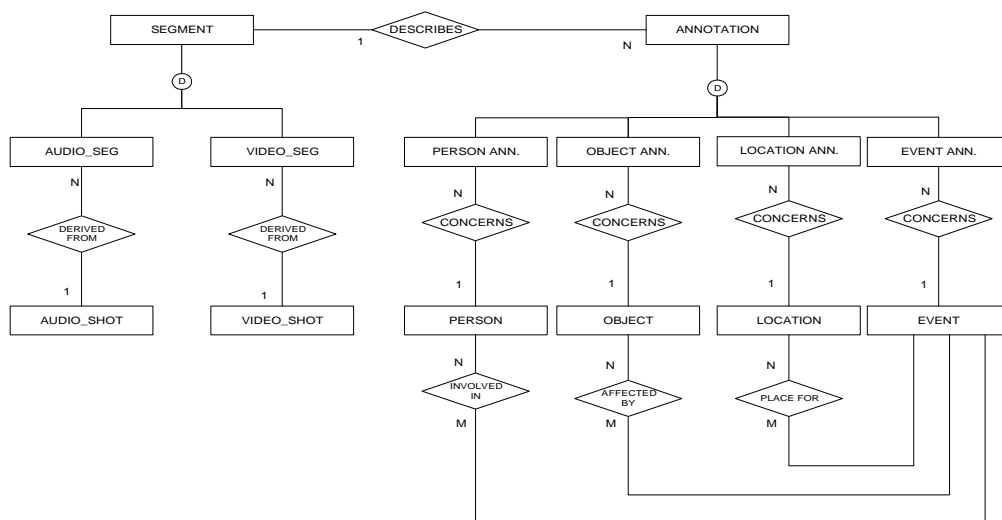 SEGMENT
DESCRIBES
ANNOTATION
1
N
D
D
AUDIO_SEG
VIDEO_SEG
PERSON ANN.
OBJECT ANN.
LOCATION ANN.
EVENT ANN.
N
N
N
N
N
N
DERIVED
FROM
DERIVED
FROM
CONCERNS
CONCERNS
CONCERNS
CONCERNS
1
1
1
1
1
1
AUDIO_SHOT
VIDEO_SHOT
PERSON
OBJECT
LOCATION
EVENT
N
N
N
INVOLVED
IN
AFFECTED
BY
PLACE FOR
M
M
M